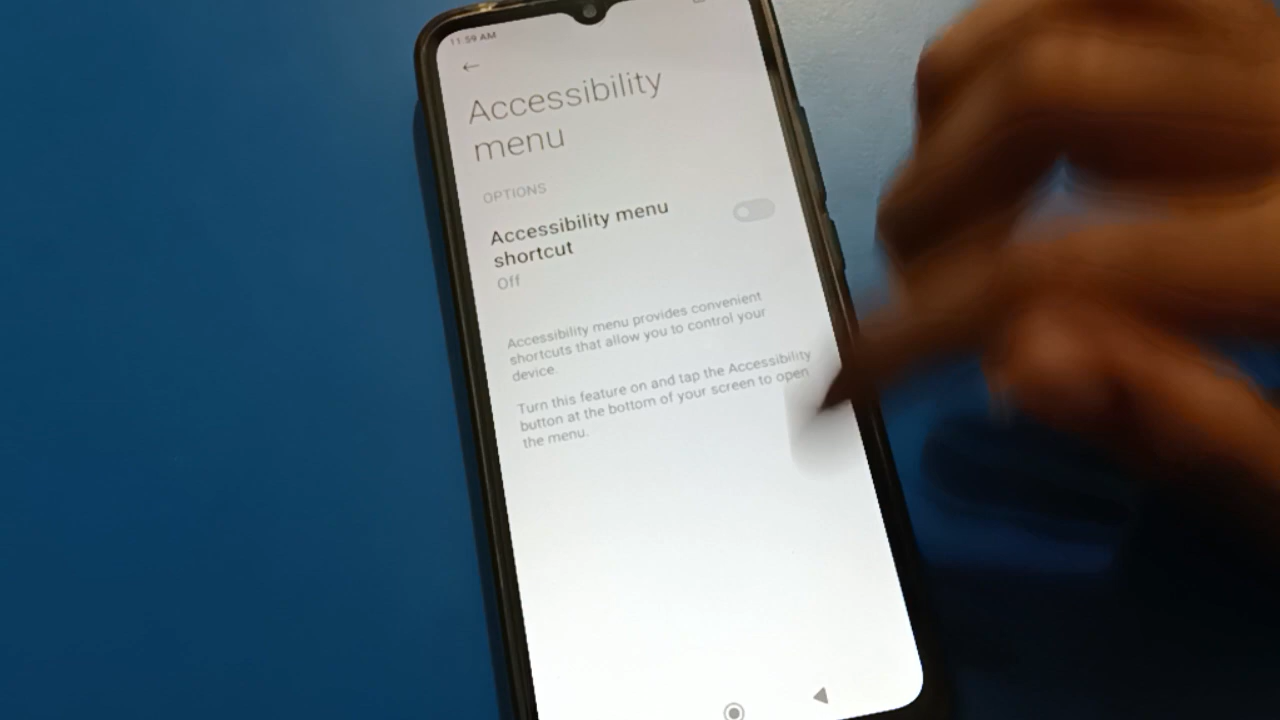 11:59 AM
Accessibility
menu
OPTIONS
Accessibility menu
shortcut
Off
Accessibility menu provides convenient
shortcuts that allow you to control your
device.
Turn this feature on and tap the Accessibility
button at the bottom of your screen to open
the menu.